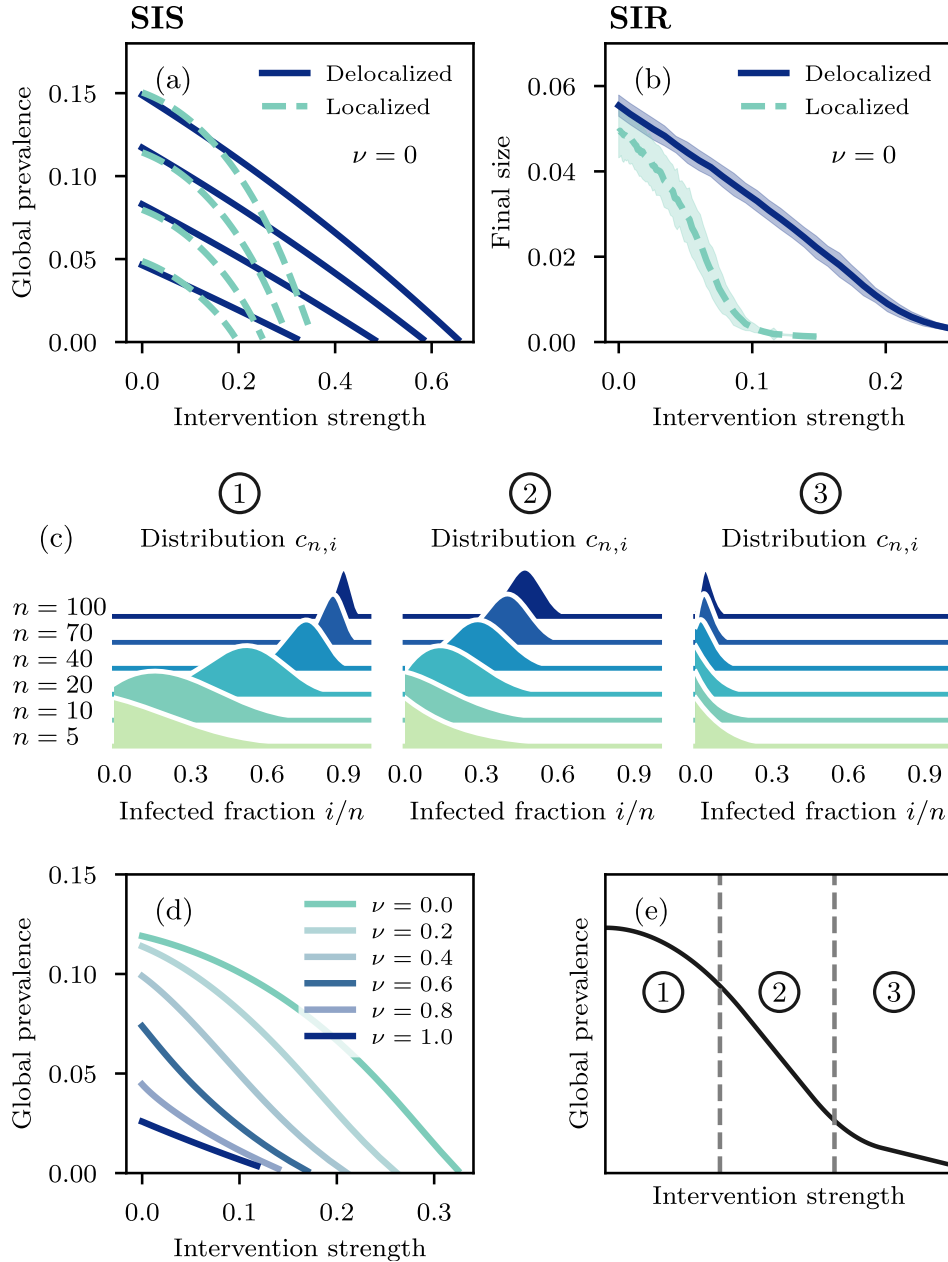 SIS
(a)
Delocalized
Localized
ν = 0
Global prevalence
0.15
0.10
0.05
0.00
0.0 0.2 0.4 0.6
Intervention strength
SIR
(b)
Delocalized
Localized
ν = 0
Final size
0.06
0.04
0.02
0.00
0.0 0.1 0.2
Intervention strength
(c)
1
Distribution c_{n,i}
2
Distribution c_{n,i}
3
Distribution c_{n,i}
n = 100
n = 70
n = 40
n = 20
n = 10
n = 5
0.0 0.3 0.6 0.9
Infected fraction i/n
0.0 0.3 0.6 0.9
Infected fraction i/n
0.0 0.3 0.6 0.9
Infected fraction i/n
(d)
ν = 0.0
ν = 0.2
ν = 0.4
ν = 0.6
ν = 0.8
ν = 1.0
Global prevalence
0.15
0.10
0.05
0.00
0.0 0.1 0.2 0.3
Intervention strength
(e)
1
2
3
Global prevalence
Intervention strength